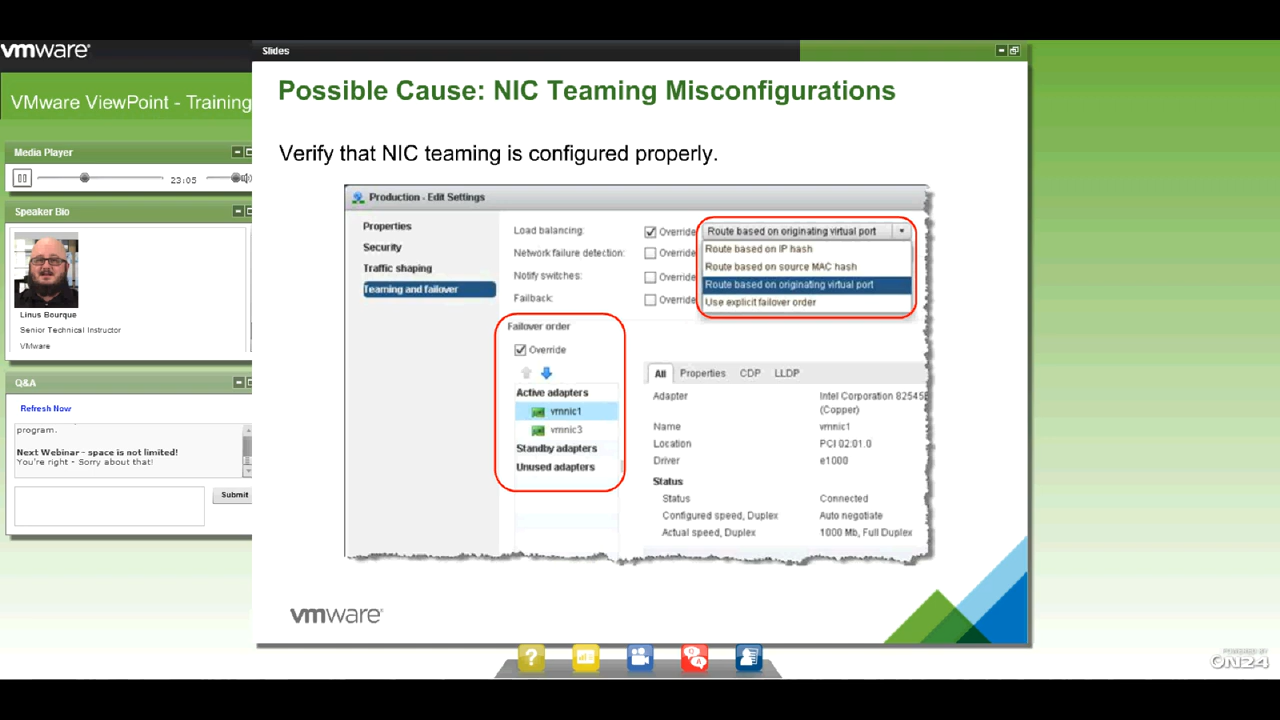 vmware
VMware ViewPoint - Training
Media Player
23:05
Speaker Bio
Linus Bourque
Senior Technical Instructor
VMware
Q&A
Refresh Now
program.
Next Webinar - space is not limited!
You're right - Sorry about that!
Submit
Slides
Possible Cause: NIC Teaming Misconfigurations
Verify that NIC teaming is configured properly.
Production - Edit Settings
Properties
Security
Traffic shaping
Teaming and failover
Load balancing:
Override
Route based on originating virtual port
Route based on IP hash
Route based on source MAC hash
Route based on originating virtual port
Use explicit failover order
Network failure detection:
Override
Notify switches:
Override
Failback:
Override
Failover order
Override
Active adapters
vmnic1
vmnic3
Standby adapters
Unused adapters
All Properties CDP LLDP
Adapter Intel Corporation 82545E
(Copper)
Name vmnic1
Location PCI 02:01.0
Driver e1000
Status
Status Connected
Configured speed, Duplex Auto negotiate
Actual speed, Duplex 1000 Mb, Full Duplex
vmware
POWERED BY
ON24